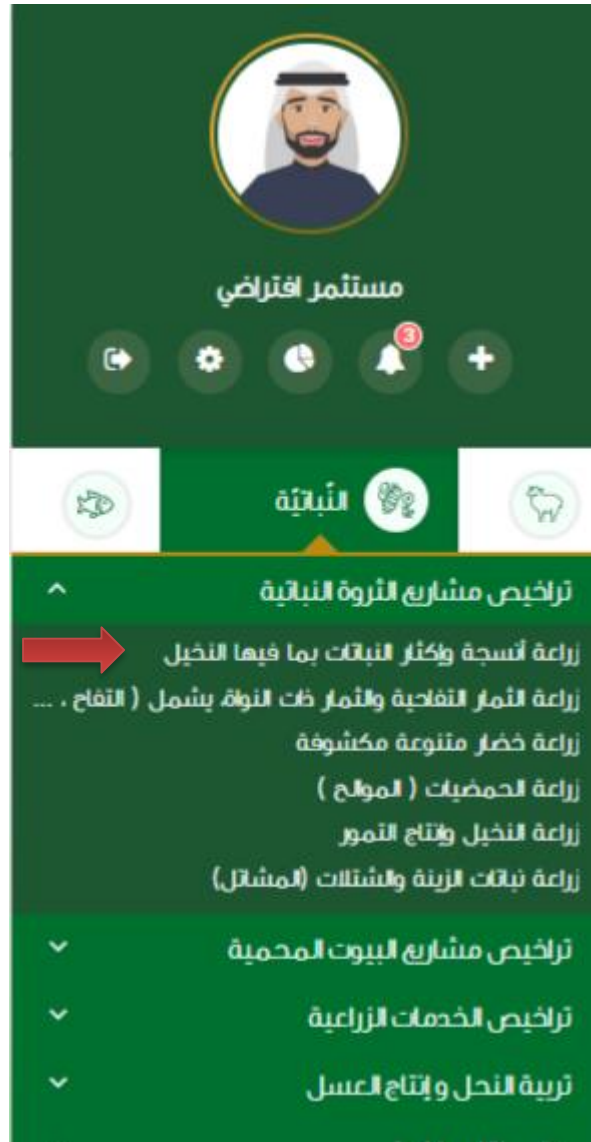 مستثمر افتراضي
3
النّباتيّة
تراخيص مشاريع الثروة النباتية
زراعة أنسجة وإكثار النباتات بما فيها النخيل
زراعة الثمار التفاحية والثمار ذات النواة، يشمل ( التفاح ، ...
زراعة خضار متنوعة مكشوفة
زراعة الحمضيات ( الموالح )
زراعة النخيل وإنتاج التمور
زراعة نباتات الزينة والشتلات (المشاتل)
تراخيص مشاريع البيوت المحمية
تراخيص الخدمات الزراعية
تربية النحل و إنتاج العسل